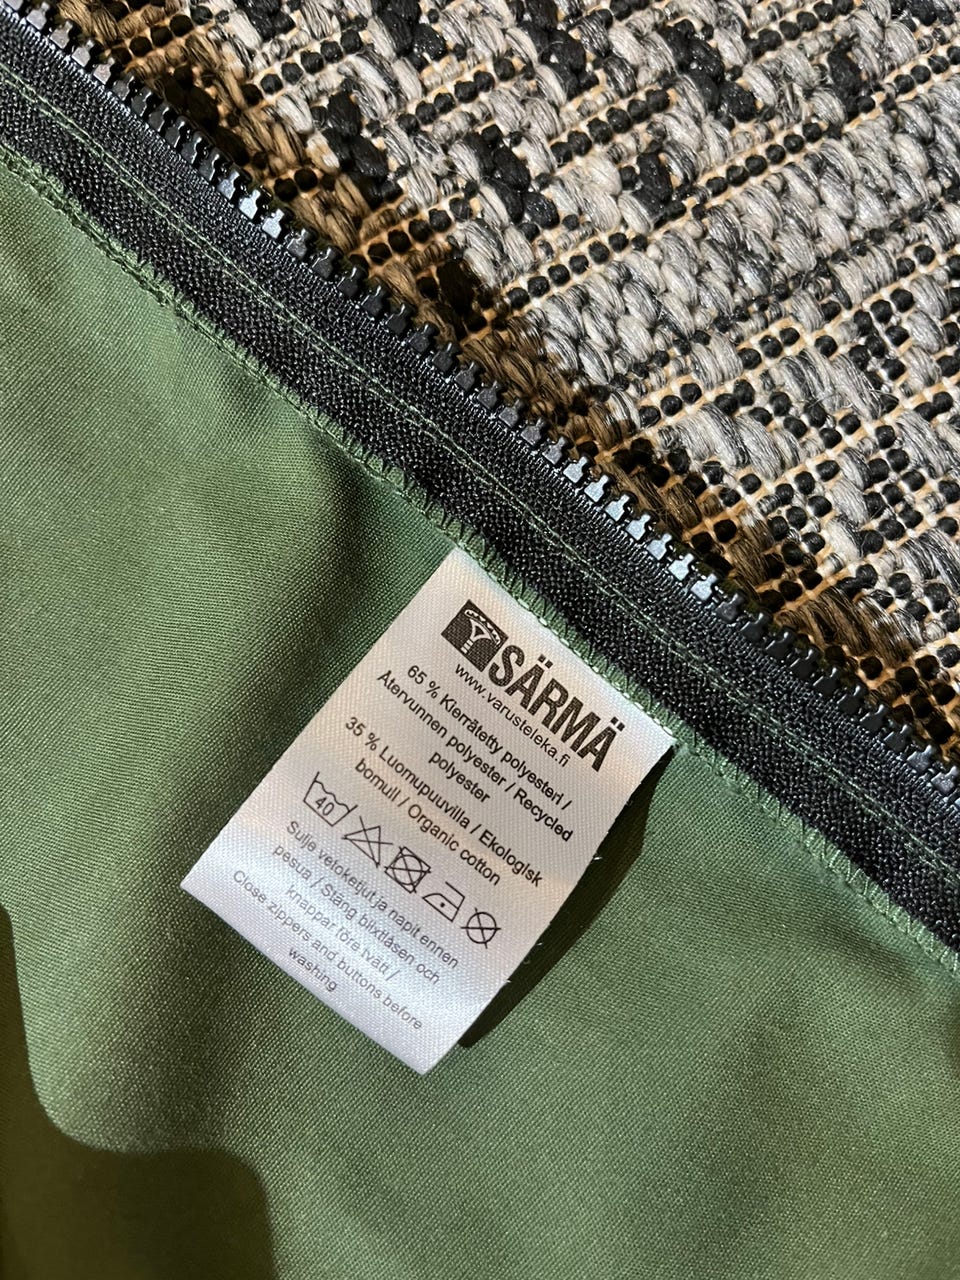 SÄRMÄ
www.varusteleka.fi
65 % Kierrätetty polyesteri /
Återvunnen polyester / Recycled
polyester
35 % Luomupuuvilla / Ekologisk
bomull / Organic cotton
40
Sulje vetoketjut ja napit ennen
pesua / Stäng blixtlåsen och
knappar före tvätt /
Close zippers and buttons before
washing